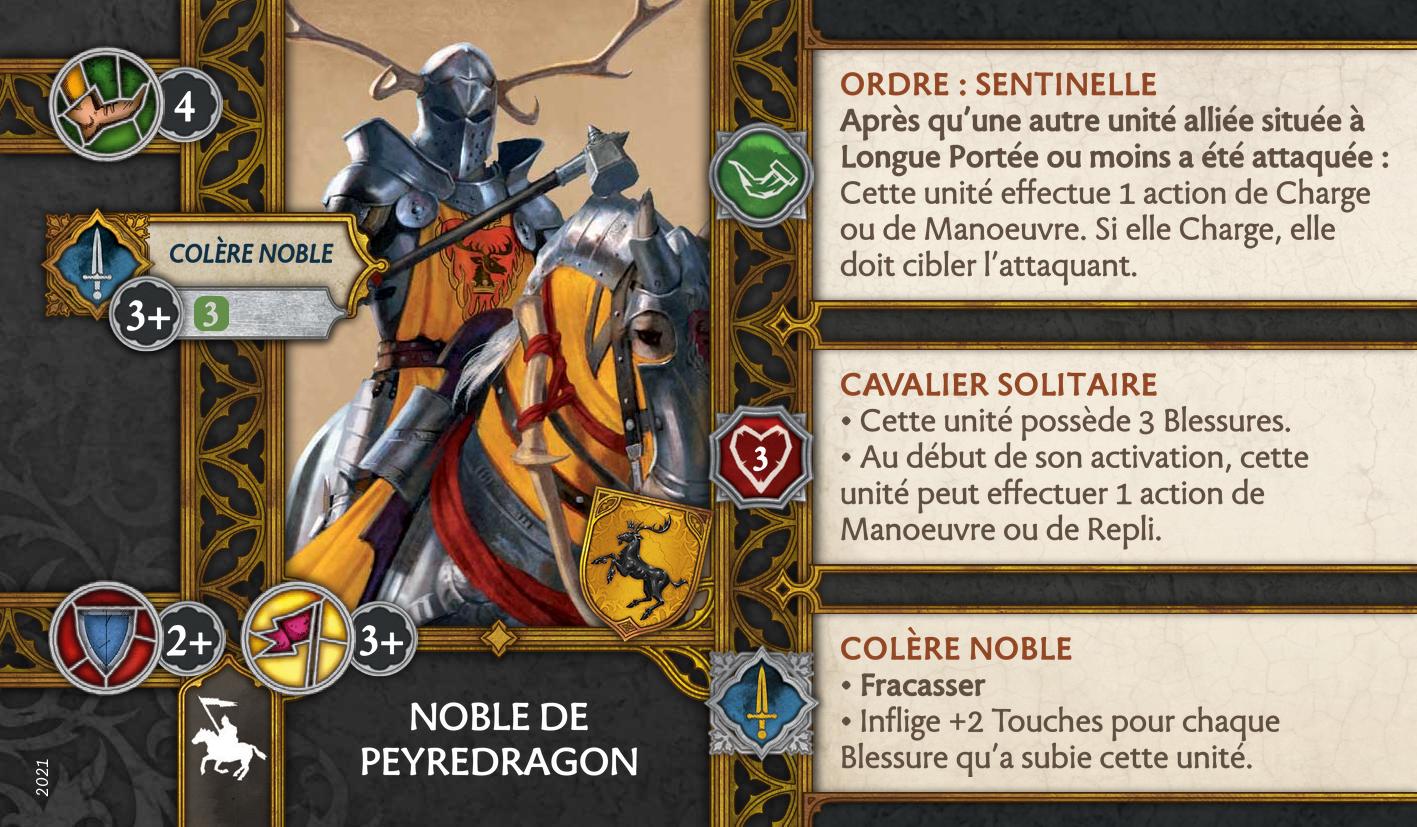 4
COLÈRE NOBLE
3+ 3
2+ 3+
NOBLE DE
PEYREDRAGON
2021
ORDRE : SENTINELLE
Après qu'une autre unité alliée située à
Longue Portée ou moins a été attaquée :
Cette unité effectue 1 action de Charge
ou de Manoeuvre. Si elle Charge, elle
doit cibler l'attaquant.
3
CAVALIER SOLITAIRE
• Cette unité possède 3 Blessures.
• Au début de son activation, cette
unité peut effectuer 1 action de
Manoeuvre ou de Repli.
COLÈRE NOBLE
• Fracasser
• Inflige +2 Touches pour chaque
Blessure qu'a subie cette unité.